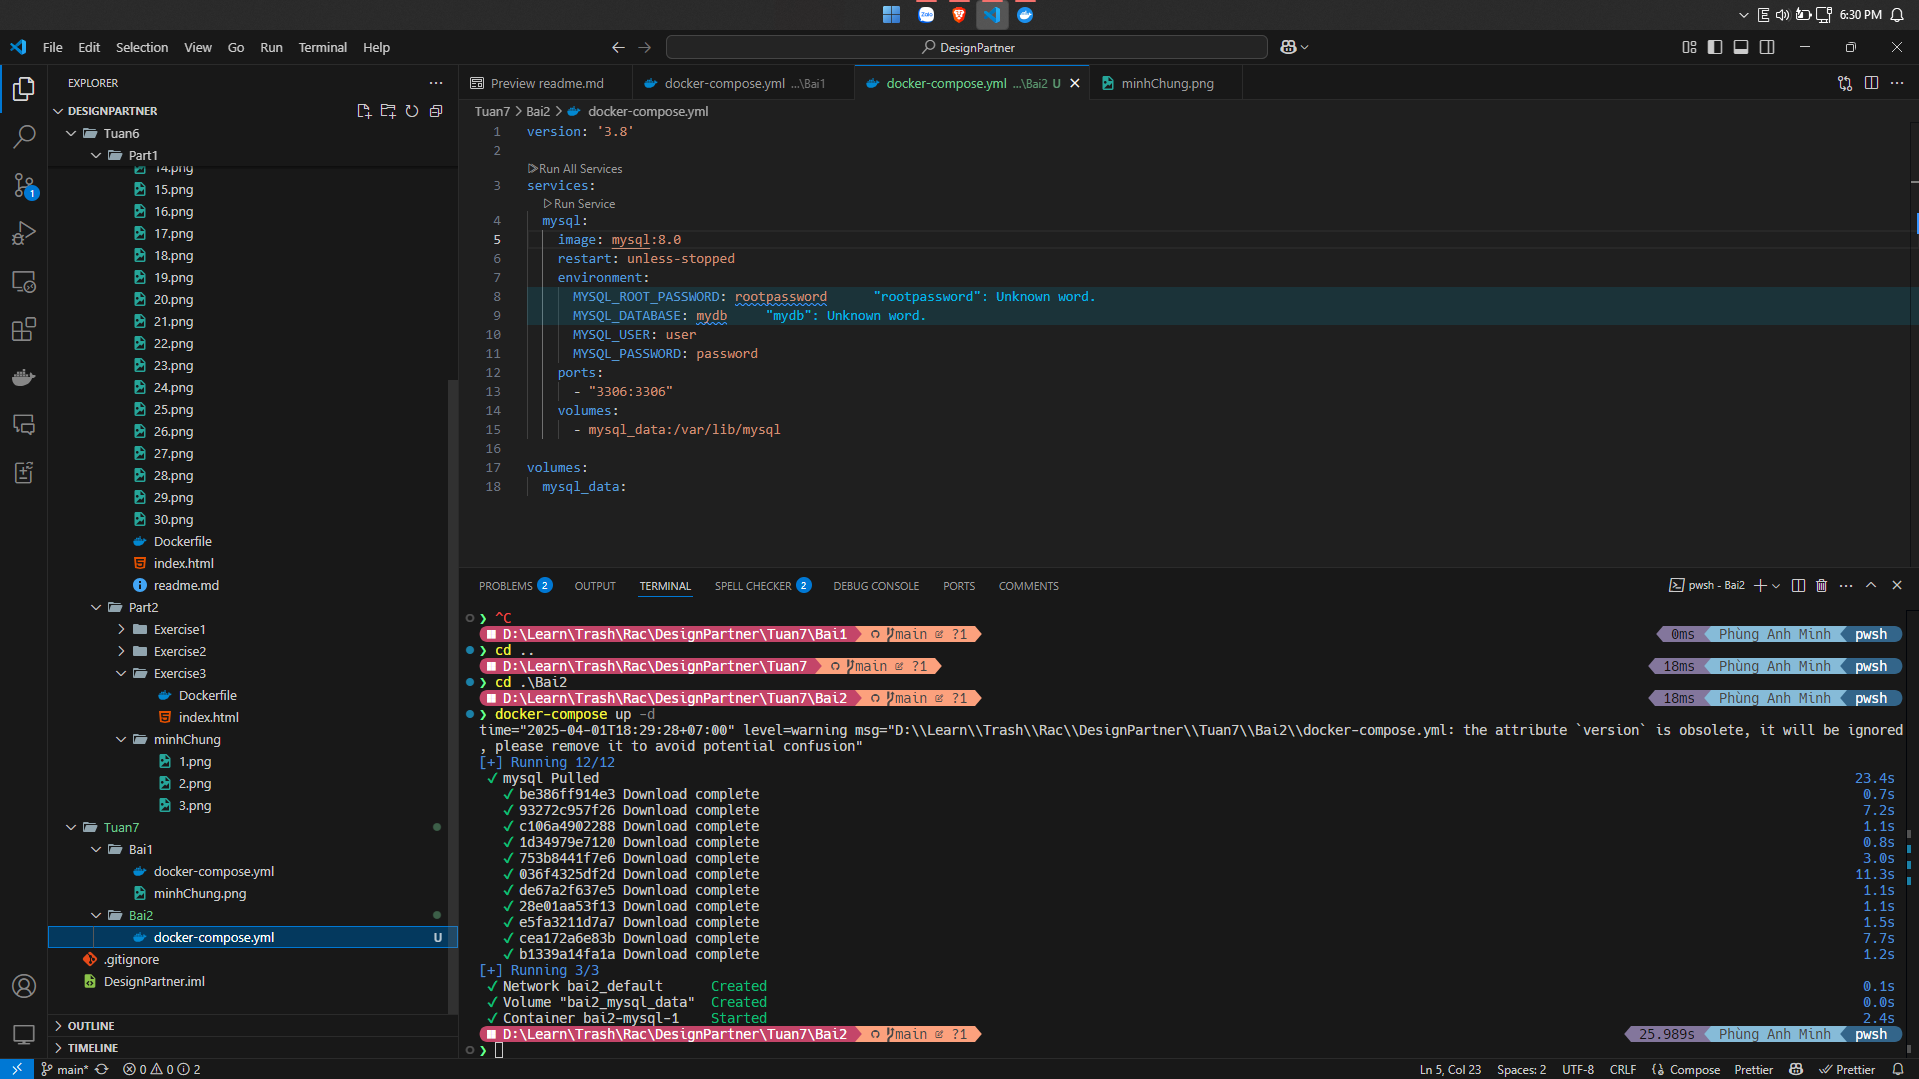 6:30 PM
File Edit Selection View Go Run Terminal Help
DesignPartner
EXPLORER
DESIGNPARTNER
Tuan6
Part1
14.png
15.png
16.png
17.png
18.png
19.png
20.png
21.png
22.png
23.png
24.png
25.png
26.png
27.png
28.png
29.png
30.png
Dockerfile
index.html
readme.md
Part2
Exercise1
Exercise2
Exercise3
Dockerfile
index.html
minhChung
1.png
2.png
3.png
Tuan7
Bai1
docker-compose.yml
minhChung.png
Bai2
docker-compose.yml U
.gitignore
DesignPartner.iml
OUTLINE
TIMELINE
Preview readme.md docker-compose.yml ...\Bai1 docker-compose.yml ...\Bai2 U minhChung.png
Tuan7 > Bai2 > docker-compose.yml
1 version: '3.8'
2
Run All Services
3 services:
Run Service
4 mysql:
5 image: mysql:8.0
6 restart: unless-stopped
7 environment:
8 MYSQL_ROOT_PASSWORD: rootpassword "rootpassword": Unknown word.
9 MYSQL_DATABASE: mydb "mydb": Unknown word.
10 MYSQL_USER: user
11 MYSQL_PASSWORD: password
12 ports:
13 - "3306:3306"
14 volumes:
15 - mysql_data:/var/lib/mysql
16
17 volumes:
18 mysql_data:
PROBLEMS 2 OUTPUT TERMINAL SPELL CHECKER 2 DEBUG CONSOLE PORTS COMMENTS pwsh - Bai2
❯ ^C
D:\Learn\Trash\Rac\DesignPartner\Tuan7\Bai1 main ?1 0ms Phùng Anh Minh pwsh
❯ cd ..
D:\Learn\Trash\Rac\DesignPartner\Tuan7 main ?1 18ms Phùng Anh Minh pwsh
❯ cd .\Bai2
D:\Learn\Trash\Rac\DesignPartner\Tuan7\Bai2 main ?1 18ms Phùng Anh Minh pwsh
❯ docker-compose up -d
time="2025-04-01T18:29:28+07:00" level=warning msg="D:\\Learn\\Trash\\Rac\\DesignPartner\\Tuan7\\Bai2\\docker-compose.yml: the attribute `version` is obsolete, it will be ignored
, please remove it to avoid potential confusion"
[+] Running 12/12
✓ mysql Pulled 23.4s
✓ be386ff914e3 Download complete 0.7s
✓ 93272c957f26 Download complete 7.2s
✓ c106a4902288 Download complete 1.1s
✓ 1d34979e7120 Download complete 0.8s
✓ 753b8441f7e6 Download complete 3.0s
✓ 036f4325df2d Download complete 11.3s
✓ de67a2f637e5 Download complete 1.1s
✓ 28e01aa53f13 Download complete 1.1s
✓ e5fa3211d7a7 Download complete 1.5s
✓ cea172a6e83b Download complete 7.7s
✓ b1339a14fa1a Download complete 1.2s
[+] Running 3/3
✓ Network bai2_default Created 0.1s
✓ Volume "bai2_mysql_data" Created 0.0s
✓ Container bai2-mysql-1 Started 2.4s
D:\Learn\Trash\Rac\DesignPartner\Tuan7\Bai2 main ?1 25.989s Phùng Anh Minh pwsh
❯
main* 0 0 2 Ln 5, Col 23 Spaces: 2 UTF-8 CRLF Compose Prettier Prettier